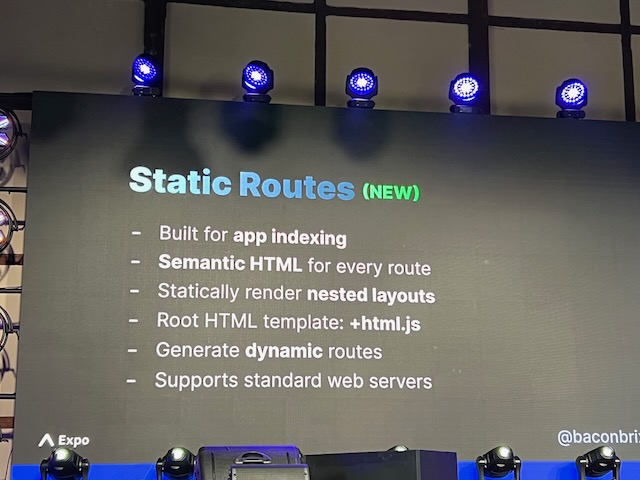 Static Routes (NEW)
- Built for app indexing
- Semantic HTML for every route
- Statically render nested layouts
- Root HTML template: +html.js
- Generate dynamic routes
- Supports standard web servers
Expo